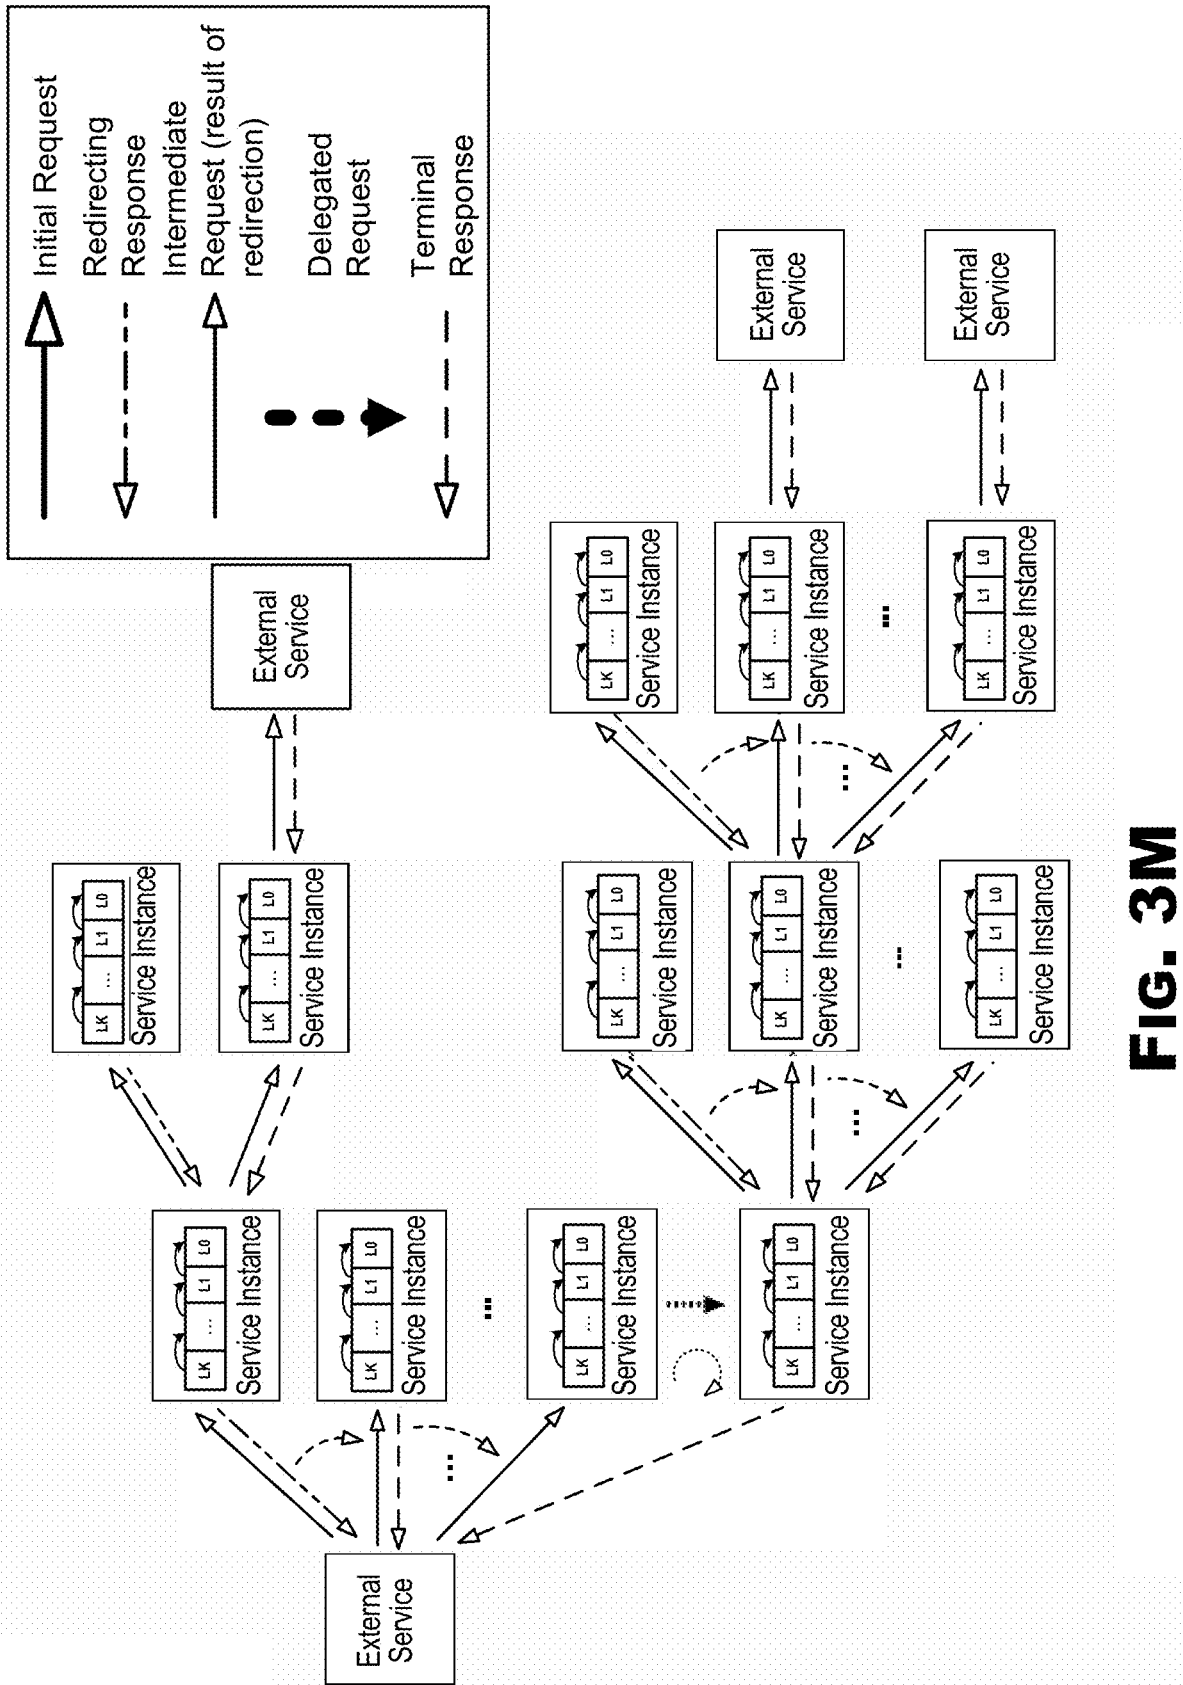 Initial Request
Redirecting
Response
Intermediate
Request (result of
redirection)
Delegated
Request
Terminal
Response
External
Service
...
LK ... L1 L0
Service Instance
LK ... L1 L0
Service Instance
...
LK ... L1 L0
Service Instance
LK ... L1 L0
Service Instance
LK ... L1 L0
Service Instance
LK ... L1 L0
Service Instance
External
Service
...
LK ... L1 L0
Service Instance
LK ... L1 L0
Service Instance
...
LK ... L1 L0
Service Instance
...
LK ... L1 L0
Service Instance
LK ... L1 L0
Service Instance
...
LK ... L1 L0
Service Instance
External
Service
External
Service
FIG. 3M